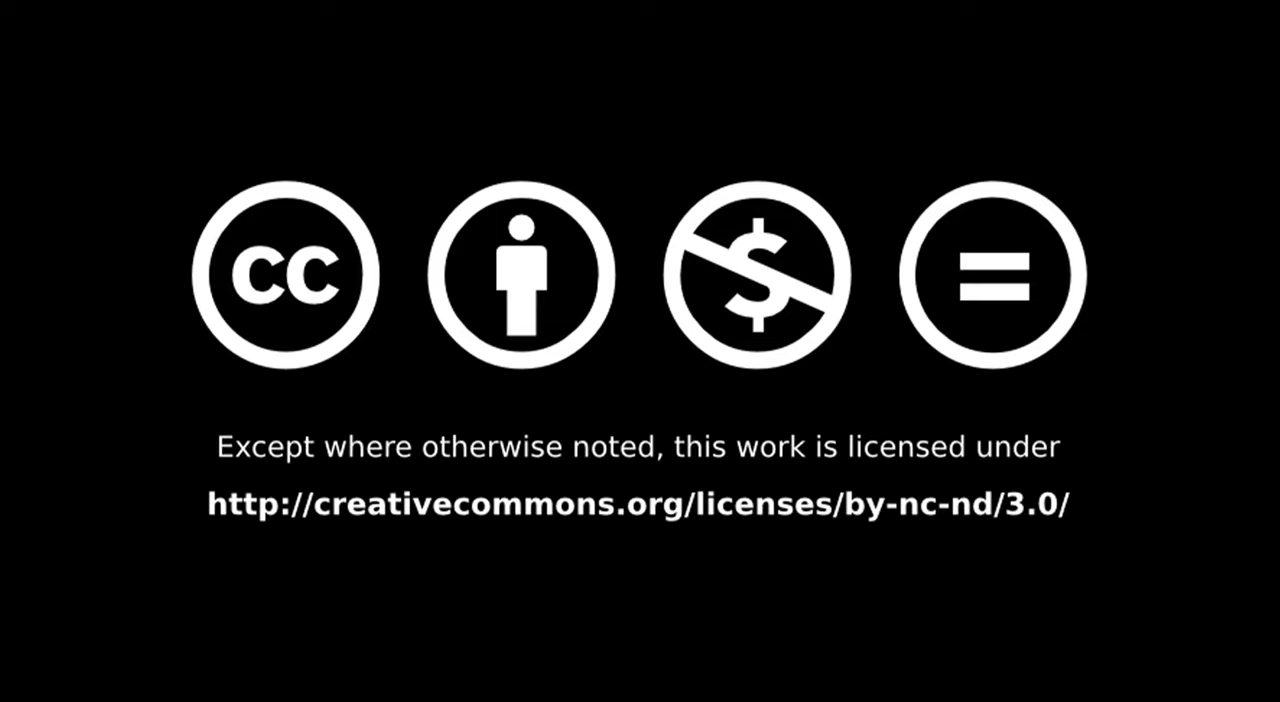 cc
$
=
Except where otherwise noted, this work is licensed under
http://creativecommons.org/licenses/by-nc-nd/3.0/